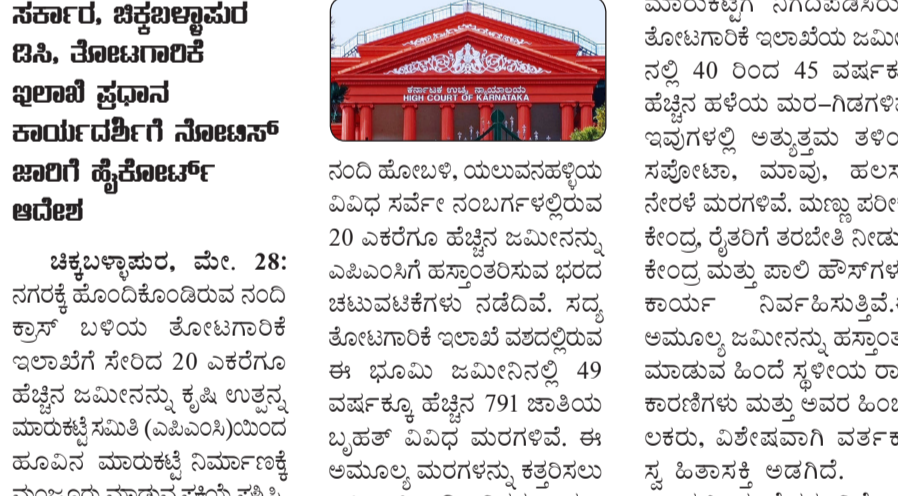 ಸರ್ಕಾರ, ಚಿಕ್ಕಬಳ್ಳಾಪುರ
ಡಿಸಿ, ತೋಟಗಾರಿಕೆ
ಇಲಾಖೆ ಪ್ರಧಾನ
ಕಾರ್ಯದರ್ಶಿಗೆ ನೋಟಿಸ್
ಜಾರಿಗೆ ಹೈಕೋರ್ಟ್
ಆದೇಶ
ಚಿಕ್ಕಬಳ್ಳಾಪುರ, ಮೇ. 28:
ನಗರಕ್ಕೆ ಹೊಂದಿಕೊಂಡಿರುವ ನಂದಿ
ಕ್ರಾಸ್ ಬಳಿಯ ತೋಟಗಾರಿಕೆ
ಇಲಾಖೆಗೆ ಸೇರಿದ 20 ಎಕರೆಗೂ
ಹೆಚ್ಚಿನ ಜಮೀನನ್ನು ಕೃಷಿ ಉತ್ಪನ್ನ
ಮಾರುಕಟ್ಟೆ ಸಮಿತಿ (ಎಪಿಎಂಸಿ)ಯಿಂದ
ಹೂವಿನ ಮಾರುಕಟ್ಟೆ ನಿರ್ಮಾಣಕ್ಕೆ
ಕರ್ನಾಟಕ ಉಚ್ಚ ನ್ಯಾಯಾಲಯ
HIGH COURT OF KARNATAKA
ನಂದಿ ಹೋಬಳಿ, ಯಲುವನಹಳ್ಳಿಯ
ವಿವಿಧ ಸರ್ವೇ ನಂಬರ್ಗಳಲ್ಲಿರುವ
20 ಎಕರೆಗೂ ಹೆಚ್ಚಿನ ಜಮೀನನ್ನು
ಎಪಿಎಂಸಿಗೆ ಹಸ್ತಾಂತರಿಸುವ ಭರದ
ಚಟುವಟಿಕೆಗಳು ನಡೆದಿವೆ. ಸದ್ಯ
ತೋಟಗಾರಿಕೆ ಇಲಾಖೆ ವಶದಲ್ಲಿರುವ
ಈ ಭೂಮಿ ಜಮೀನಿನಲ್ಲಿ 49
ವರ್ಷಕ್ಕೂ ಹೆಚ್ಚಿನ 791 ಜಾತಿಯ
ಬೃಹತ್ ವಿವಿಧ ಮರಗಳಿವೆ. ಈ
ಅಮೂಲ್ಯ ಮರಗಳನ್ನು ಕತ್ತರಿಸಲು
ತೋಟಗಾರಿಕೆ ಇಲಾಖೆಯ
ನಲ್ಲಿ 40 ರಿಂದ 45
ಹೆಚ್ಚಿನ ಹಳೆಯ
ಇವುಗಳಲ್ಲಿ ಅತ್ಯುತ್ತಮ
ಸಪೋಟಾ, ಮಾವು,
ನೇರಳೆ ಮರಗಳಿವೆ. ಮಣ್ಣು
ಕೇಂದ್ರ, ರೈತರಿಗೆ ತರಬೇತಿ
ಕೇಂದ್ರ ಮತ್ತು ಪಾಲಿ
ಕಾರ್ಯ ನಿರ್ವಹಿಸುತ್ತಿವೆ.
ಅಮೂಲ್ಯ ಜಮೀನನ್ನು
ಮಾಡುವ ಹಿಂದೆ ಸ್ಥಳೀಯ
ಕಾರಣಿಗಳು ಮತ್ತು ಅವರ
ಲಕರು, ವಿಶೇಷವಾಗಿ
ಸ್ವ ಹಿತಾಸಕ್ತಿ ಅಡಗಿದೆ.